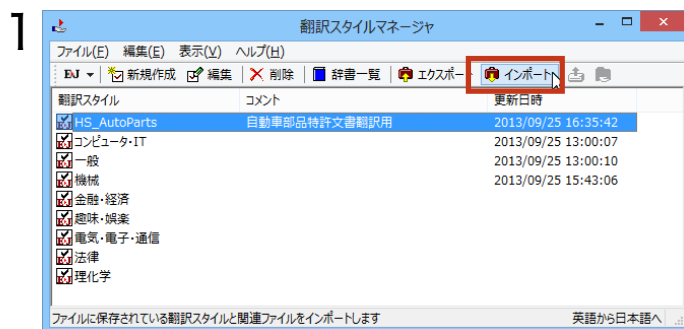 1
翻訳スタイルマネージャ
ファイル(F) 編集(E) 表示(V) ヘルプ(H)
EJ 新規作成 編集 削除 辞書一覧 エクスポート インポート
翻訳スタイル コメント 更新日時
HS_AutoParts 自動車部品特許文書翻訳用 2013/09/25 16:35:42
コンピュータ・IT 2013/09/25 13:00:07
一般 2013/09/25 13:00:10
機械 2013/09/25 15:43:06
金融・経済
趣味・娯楽
電気・電子・通信
法律
理化学
ファイルに保存されている翻訳スタイルと関連ファイルをインポートします 英語から日本語へ